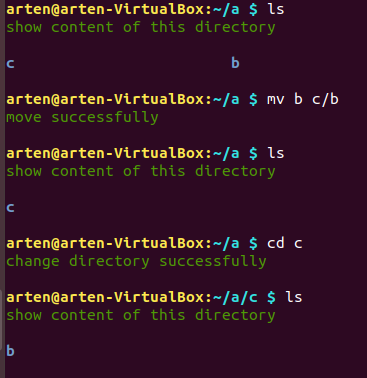 arten@arten-VirtualBox:~/a $ ls
show content of this directory
c b
arten@arten-VirtualBox:~/a $ mv b c/b
move successfully
arten@arten-VirtualBox:~/a $ ls
show content of this directory
c
arten@arten-VirtualBox:~/a $ cd c
change directory successfully
arten@arten-VirtualBox:~/a/c $ ls
show content of this directory
b